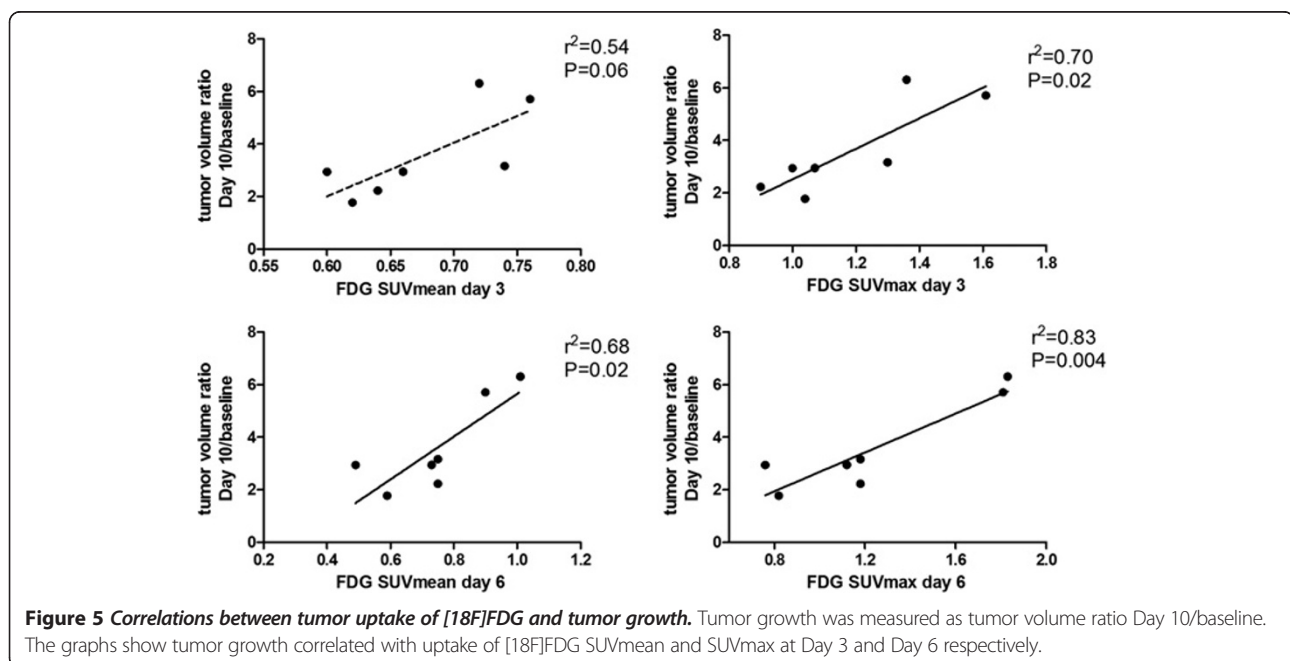 r²=0.54
P=0.06
tumor volume ratio
Day 10/baseline
8
6
4
2
0
0.55 0.60 0.65 0.70 0.75 0.80
FDG SUVmean day 3
r²=0.70
P=0.02
tumor volume ratio
Day 10/baseline
8
6
4
2
0
0.8 1.0 1.2 1.4 1.6 1.8
FDG SUVmax day 3
r²=0.68
P=0.02
tumor volume ratio
Day 10/baseline
8
6
4
2
0
0.2 0.4 0.6 0.8 1.0 1.2
FDG SUVmean day 6
r²=0.83
P=0.004
tumor volume ratio
Day 10/baseline
8
6
4
2
0
0.8 1.2 1.6 2.0
FDG SUVmax day 6
Figure 5 Correlations between tumor uptake of [18F]FDG and tumor growth. Tumor growth was measured as tumor volume ratio Day 10/baseline.
The graphs show tumor growth correlated with uptake of [18F]FDG SUVmean and SUVmax at Day 3 and Day 6 respectively.